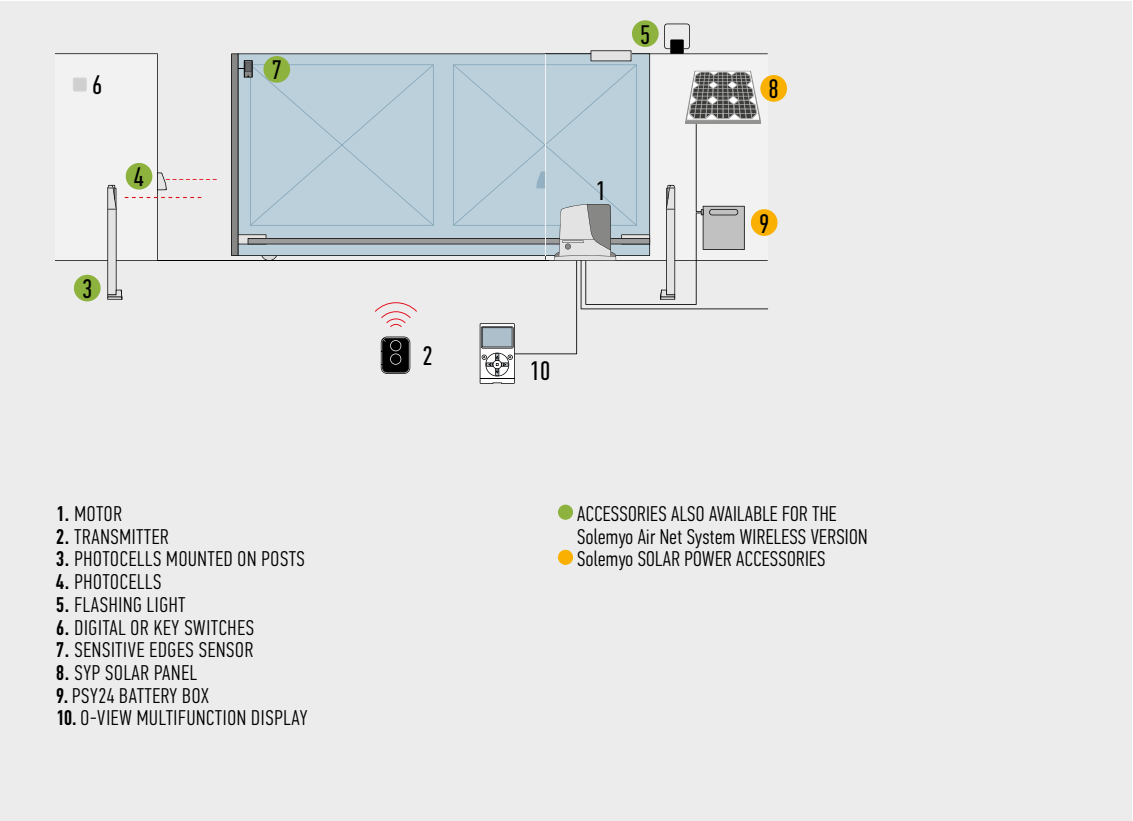 5
6
7
8
4
1
9
3
2
10
1. MOTOR
2. TRANSMITTER
3. PHOTOCELLS MOUNTED ON POSTS
4. PHOTOCELLS
5. FLASHING LIGHT
6. DIGITAL OR KEY SWITCHES
7. SENSITIVE EDGES SENSOR
8. SYP SOLAR PANEL
9. PSY24 BATTERY BOX
10. O-VIEW MULTIFUNCTION DISPLAY
ACCESSORIES ALSO AVAILABLE FOR THE
Solemyo Air Net System WIRELESS VERSION
Solemyo SOLAR POWER ACCESSORIES